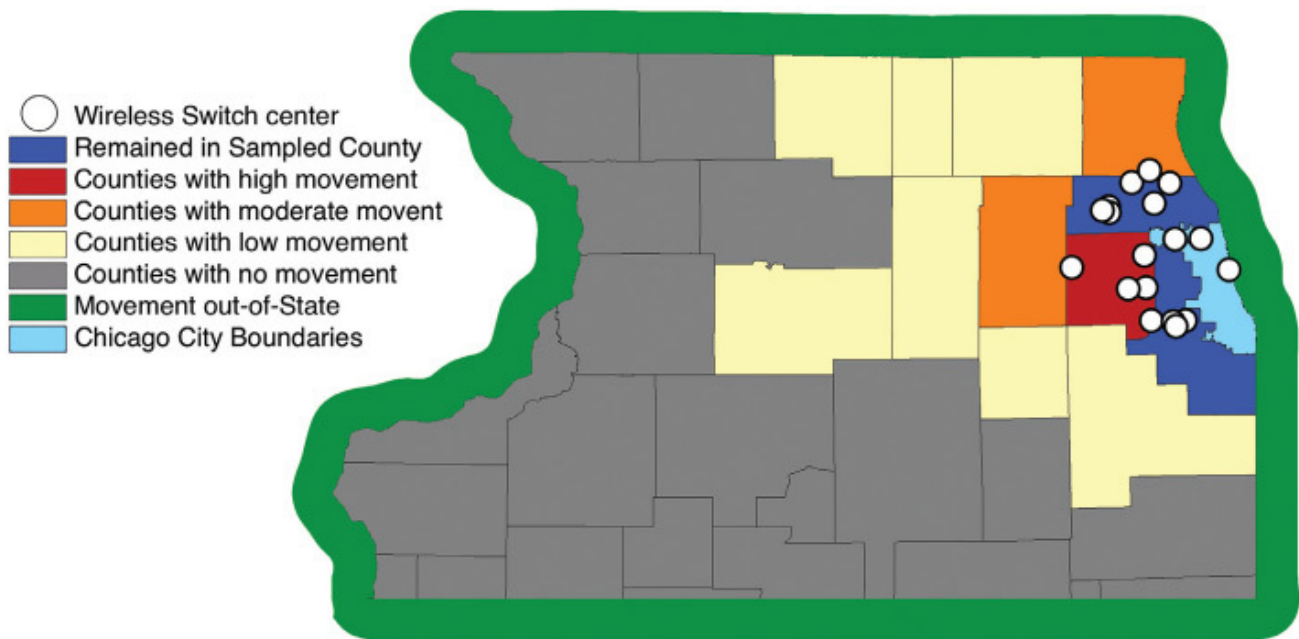 Wireless Switch center
Remained in Sampled County
Counties with high movement
Counties with moderate movent
Counties with low movement
Counties with no movement
Movement out-of-State
Chicago City Boundaries